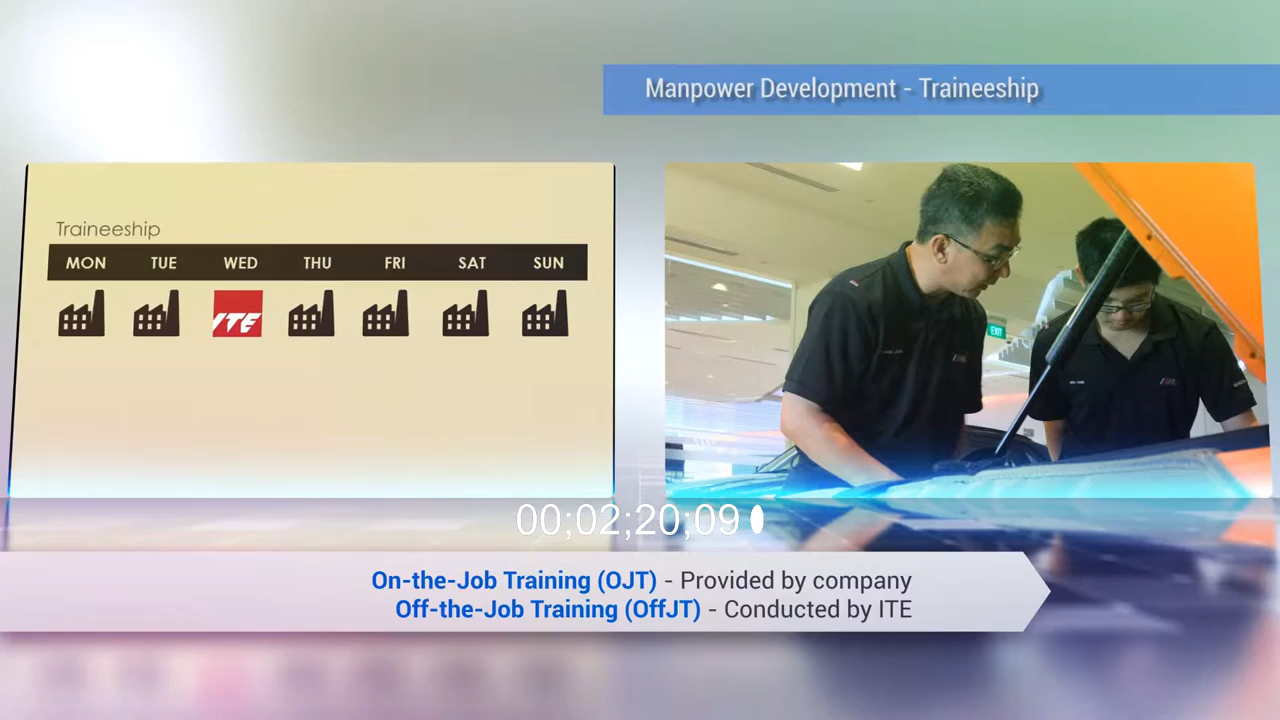 Manpower Development - Traineeship
Traineeship
MON TUE WED THU FRI SAT SUN
ITE
EXIT
00;02;20;09
On-the-Job Training (OJT) - Provided by company
Off-the-Job Training (OffJT) - Conducted by ITE